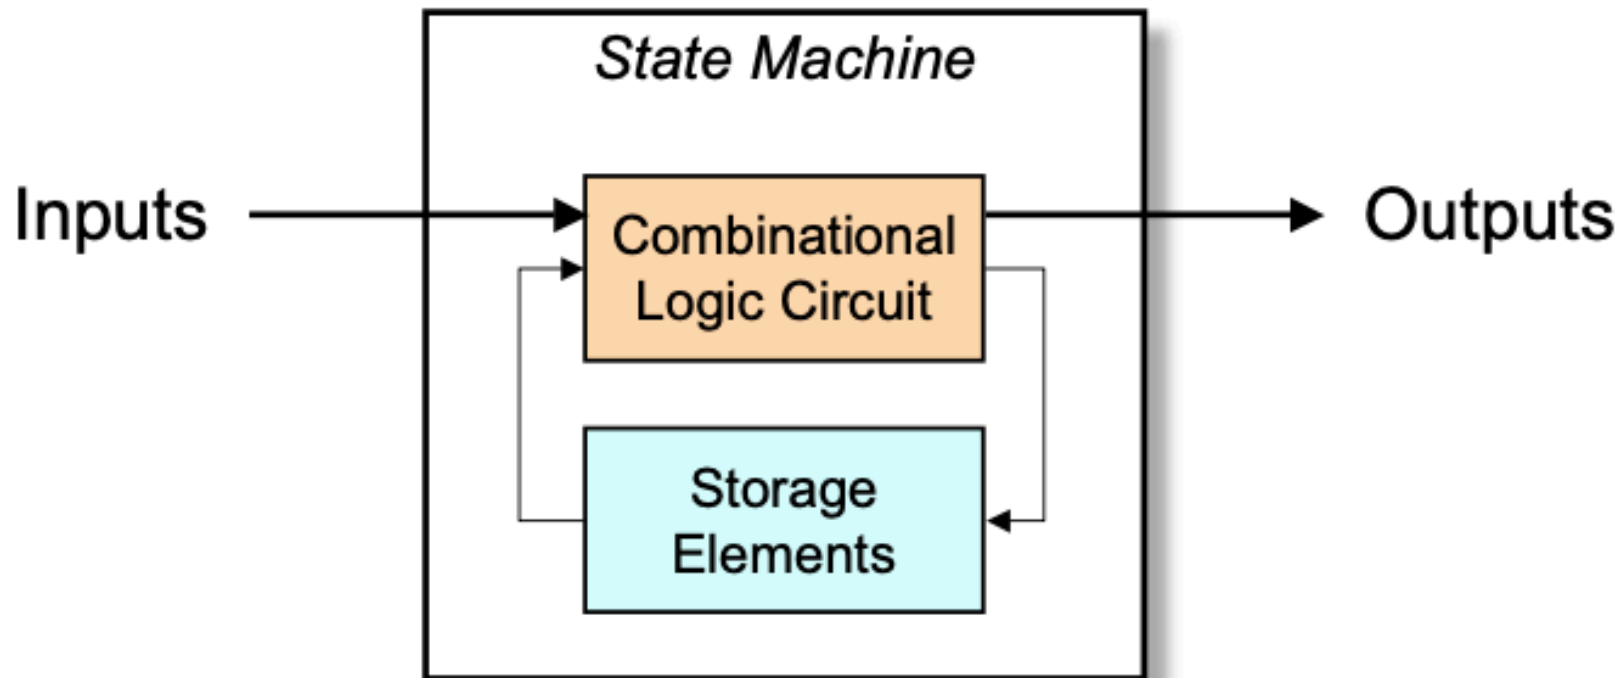 State Machine
Inputs
Combinational
Logic Circuit
Outputs
Storage
Elements